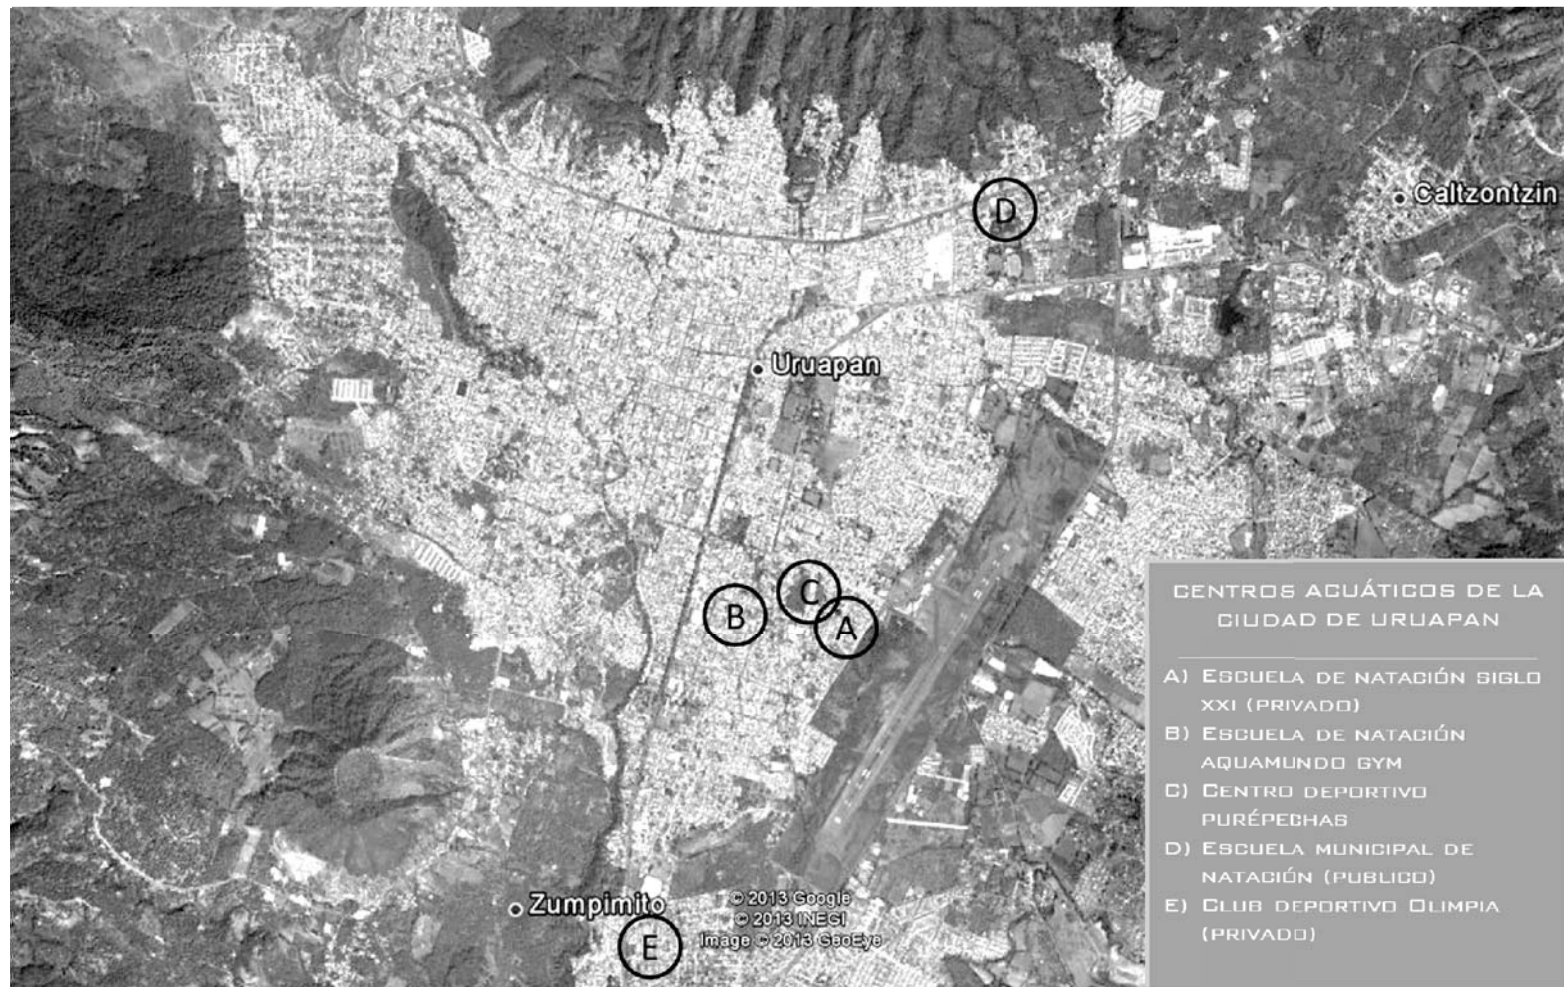 D
Caltzontzin
Uruapan
CENTROS ACUÁTICOS DE LA
CIUDAD DE URUAPAN
C
B
A
A) ESCUELA DE NATACIÓN SIGLO
XXI (PRIVADO)
B) ESCUELA DE NATACIÓN
AQUAMUNDO GYM
C) CENTRO DEPORTIVO
PURÉPECHAS
D) ESCUELA MUNICIPAL DE
NATACIÓN (PUBLICO)
E) CLUB DEPORTIVO OLIMPIA
(PRIVADO)
Zumpimito
© 2013 Google
© 2013 INEGI
Image © 2013 GeoEye
E